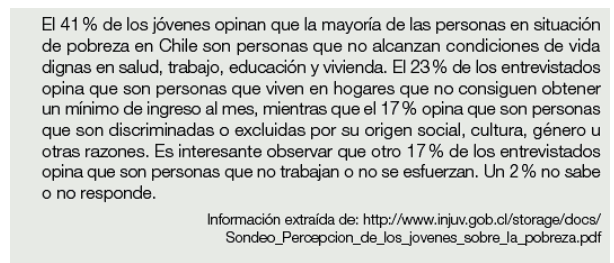 El 41 % de los jóvenes opinan que la mayoría de las personas en situación
de pobreza en Chile son personas que no alcanzan condiciones de vida
dignas en salud, trabajo, educación y vivienda. El 23 % de los entrevistados
opina que son personas que viven en hogares que no consiguen obtener
un mínimo de ingreso al mes, mientras que el 17 % opina que son personas
que son discriminadas o excluidas por su origen social, cultura, género u
otras razones. Es interesante observar que otro 17 % de los entrevistados
opina que son personas que no trabajan o no se esfuerzan. Un 2 % no sabe
o no responde.
Información extraída de: http://www.injuv.gob.cl/storage/docs/
Sondeo_Percepcion_de_los_jovenes_sobre_la_pobreza.pdf